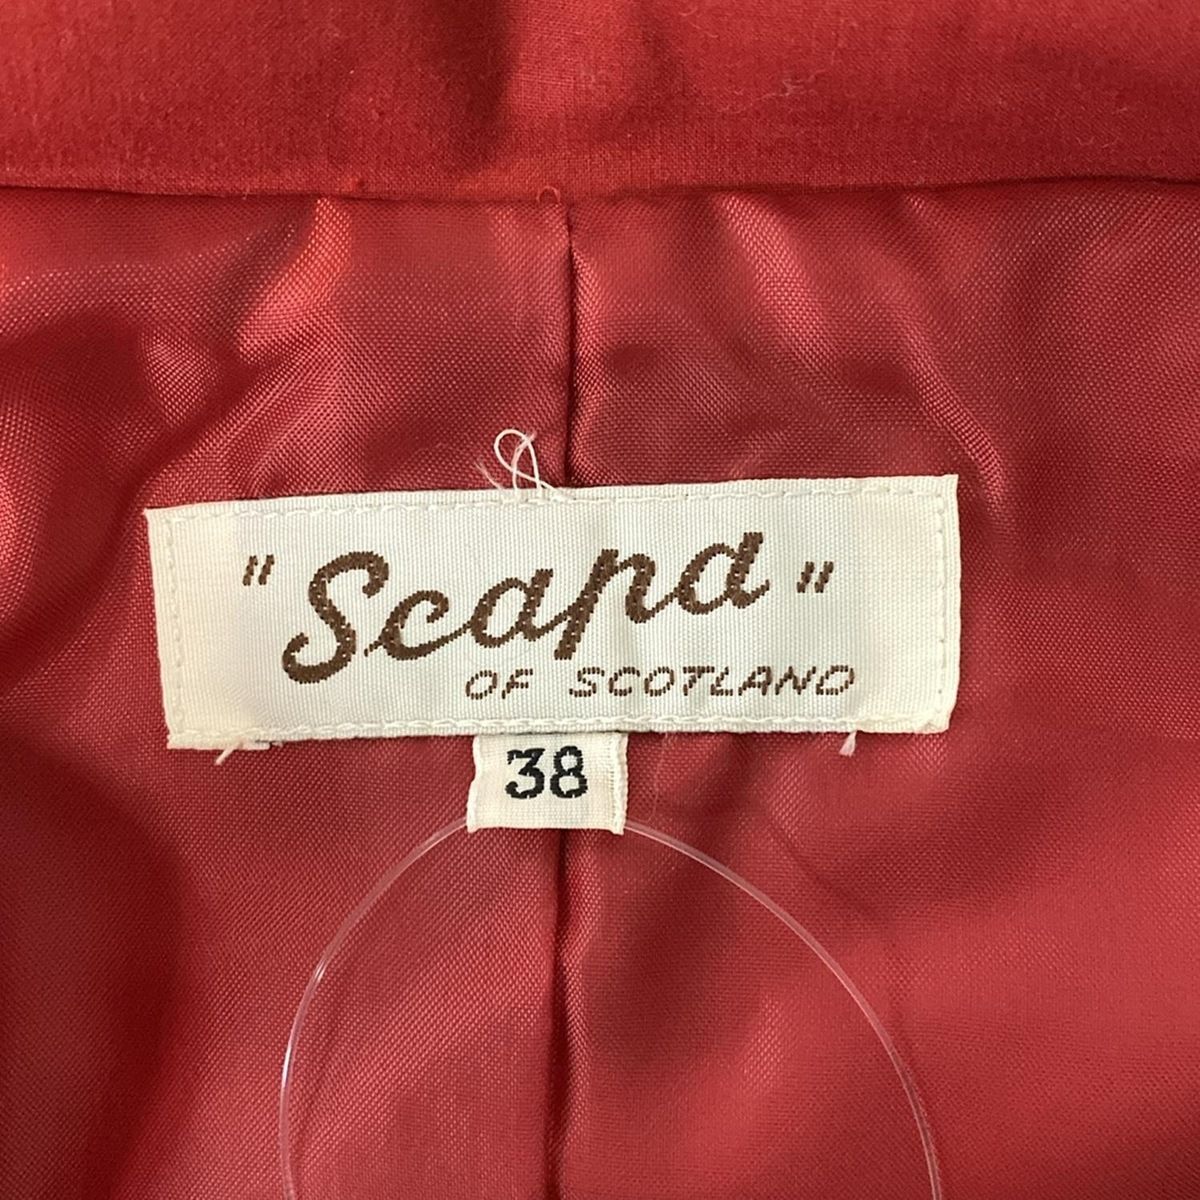 "Scapa"
OF SCOTLAND
38